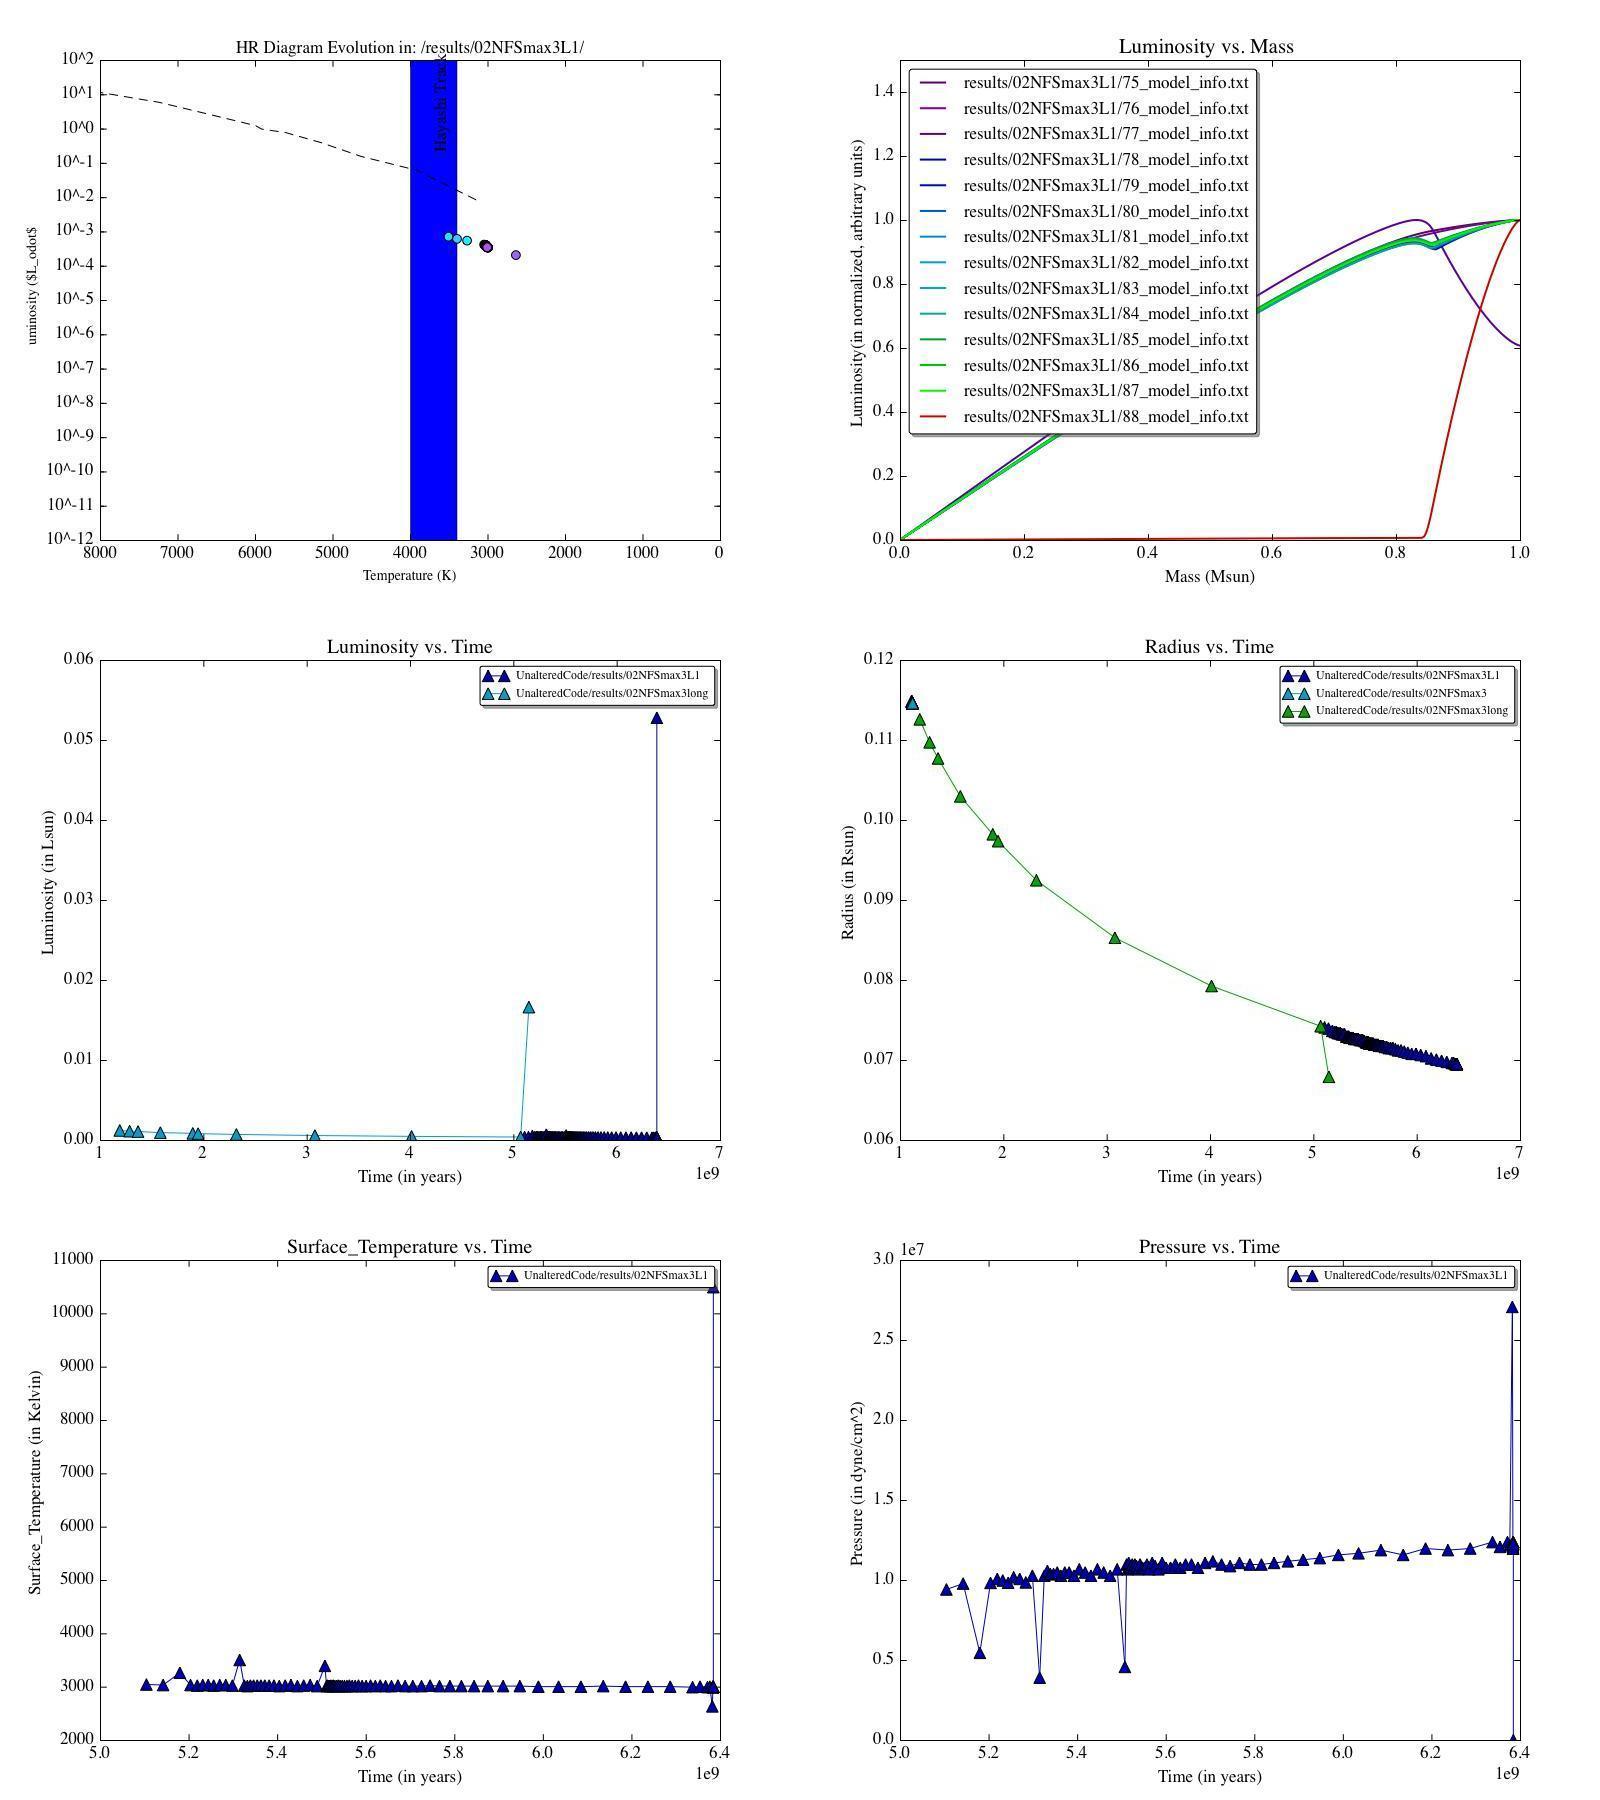 HR Diagram Evolution in: /results/02NFSmax3L1/
10^2
10^1
10^0
10^-1
10^-2
10^-3
10^-4
10^-5
10^-6
10^-7
10^-8
10^-9
10^-10
10^-11
10^-12
uminosity ($L_odot$
Hayashi Track
8000 7000 6000 5000 4000 3000 2000 1000 0
Temperature (K)
Luminosity vs. Mass
1.4
1.2
1.0
0.8
0.6
0.4
0.2
0.0
Luminosity(in normalized, arbitrary units)
results/02NFSmax3L1/75_model_info.txt
results/02NFSmax3L1/76_model_info.txt
results/02NFSmax3L1/77_model_info.txt
results/02NFSmax3L1/78_model_info.txt
results/02NFSmax3L1/79_model_info.txt
results/02NFSmax3L1/80_model_info.txt
results/02NFSmax3L1/81_model_info.txt
results/02NFSmax3L1/82_model_info.txt
results/02NFSmax3L1/83_model_info.txt
results/02NFSmax3L1/84_model_info.txt
results/02NFSmax3L1/85_model_info.txt
results/02NFSmax3L1/86_model_info.txt
results/02NFSmax3L1/87_model_info.txt
results/02NFSmax3L1/88_model_info.txt
0.0 0.2 0.4 0.6 0.8 1.0
Mass (Msun)
Luminosity vs. Time
0.06
0.05
0.04
0.03
0.02
0.01
0.00
Luminosity (in Lsun)
UnalteredCode/results/02NFSmax3L1
UnalteredCode/results/02NFSmax3long
1 2 3 4 5 6 7
Time (in years)
1e9
Radius vs. Time
0.12
0.11
0.10
0.09
0.08
0.07
0.06
Radius (in Rsun)
UnalteredCode/results/02NFSmax3L1
UnalteredCode/results/02NFSmax3
UnalteredCode/results/02NFSmax3long
1 2 3 4 5 6 7
Time (in years)
1e9
Surface_Temperature vs. Time
11000
10000
9000
8000
7000
6000
5000
4000
3000
2000
Surface_Temperature (in Kelvin)
UnalteredCode/results/02NFSmax3L1
5.0 5.2 5.4 5.6 5.8 6.0 6.2 6.4
Time (in years)
1e9
Pressure vs. Time
1e7
3.0
2.5
2.0
1.5
1.0
0.5
0.0
Pressure (in dyne/cm^2)
UnalteredCode/results/02NFSmax3L1
5.0 5.2 5.4 5.6 5.8 6.0 6.2 6.4
Time (in years)
1e9